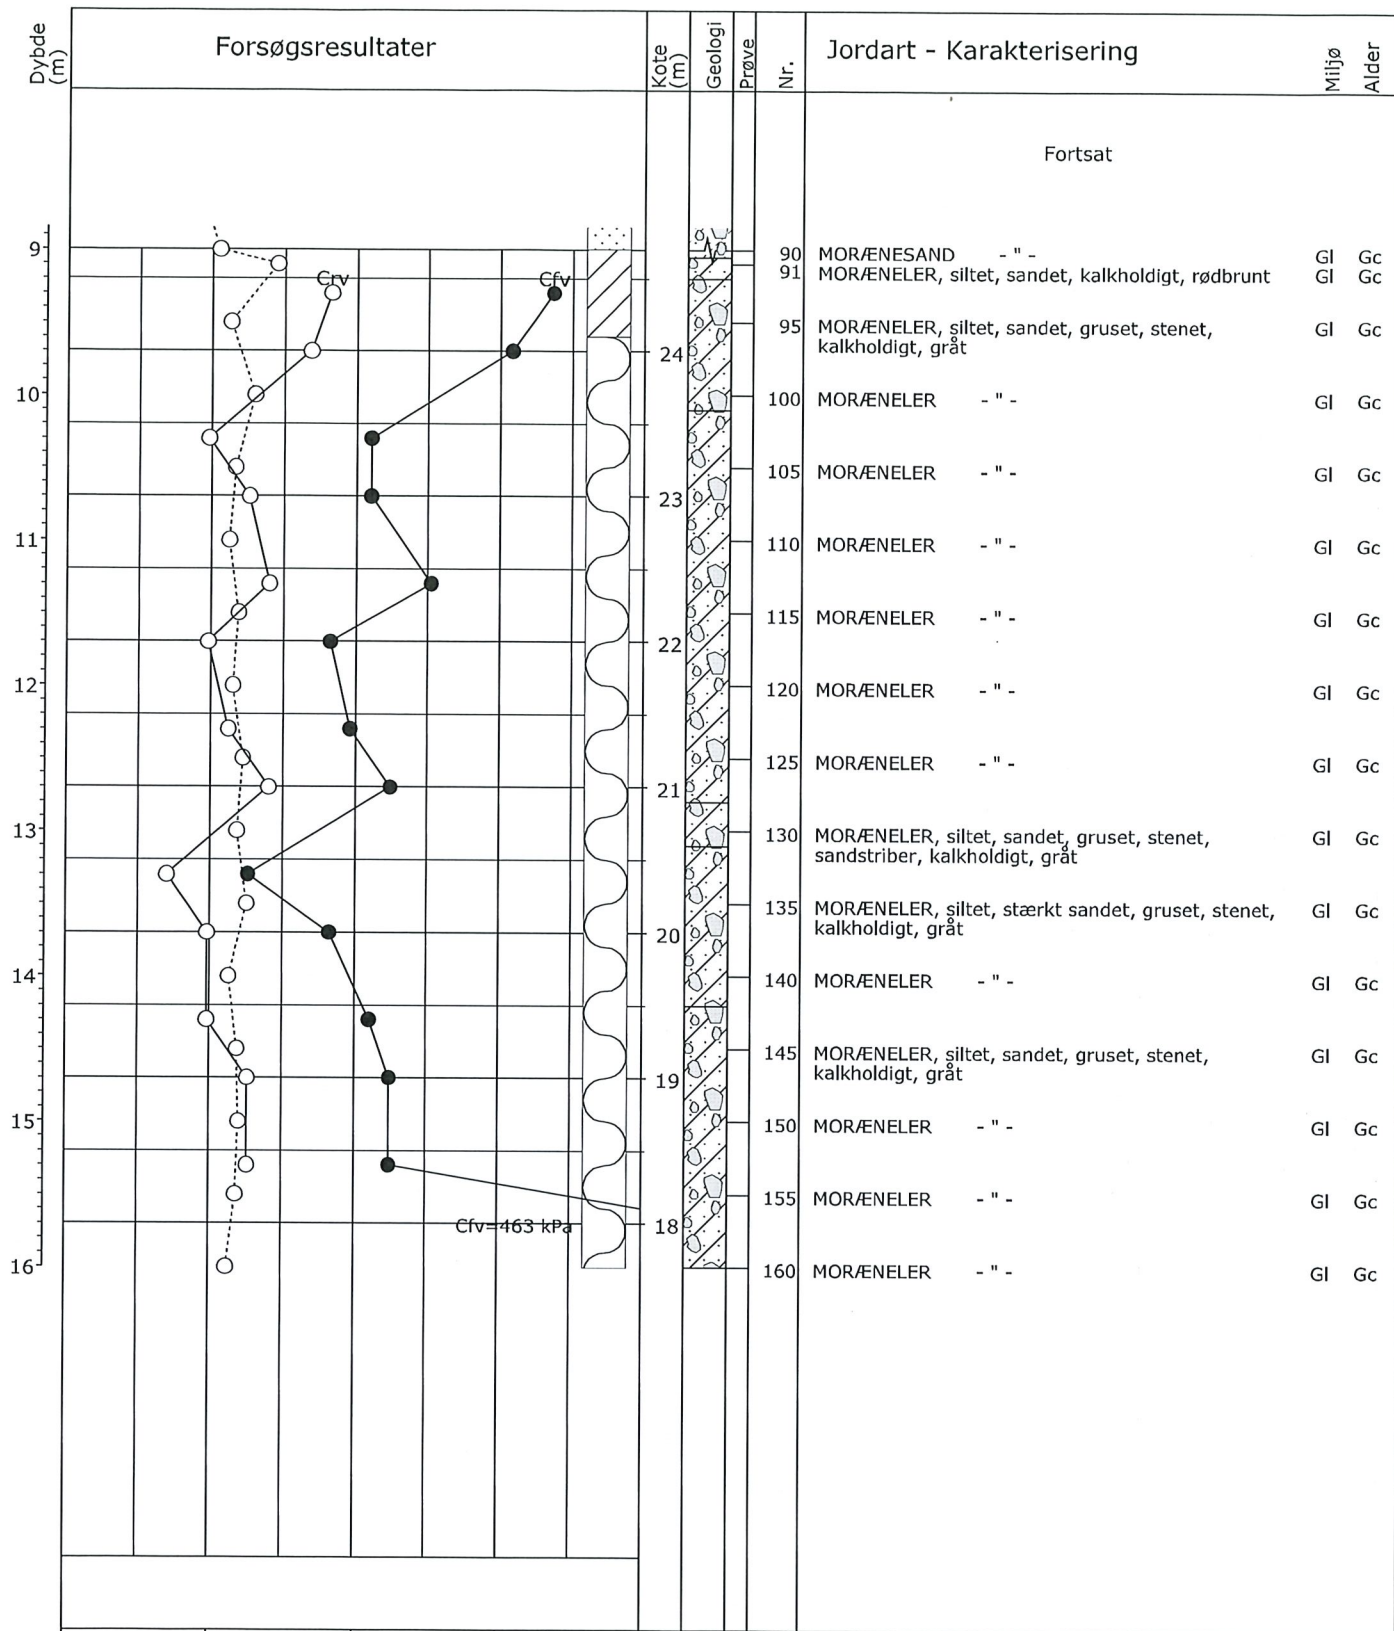 Dybde (m)
Forsøgsresultater
Kote (m)
Geologi
Prøve
Nr.
Jordart - Karakterisering
Miljø
Alder
Fortsat
9
90 MORÆNESAND - " - Gl Gc
Crv
Cfv
91 MORÆNELER, siltet, sandet, kalkholdigt, rødbrunt Gl Gc
95 MORÆNELER, siltet, sandet, gruset, stenet, Gl Gc
kalkholdigt, gråt
24
10
100 MORÆNELER - " - Gl Gc
105 MORÆNELER - " - Gl Gc
23
11
110 MORÆNELER - " - Gl Gc
115 MORÆNELER - " - Gl Gc
22
12
120 MORÆNELER - " - Gl Gc
125 MORÆNELER - " - Gl Gc
21
13
130 MORÆNELER, siltet, sandet, gruset, stenet, Gl Gc
sandstriber, kalkholdigt, gråt
135 MORÆNELER, siltet, stærkt sandet, gruset, stenet, Gl Gc
kalkholdigt, gråt
20
14
140 MORÆNELER - " - Gl Gc
145 MORÆNELER, siltet, sandet, gruset, stenet, Gl Gc
kalkholdigt, gråt
19
15
150 MORÆNELER - " - Gl Gc
155 MORÆNELER - " - Gl Gc
Cfv=463 kPa
18
16
160 MORÆNELER - " - Gl Gc